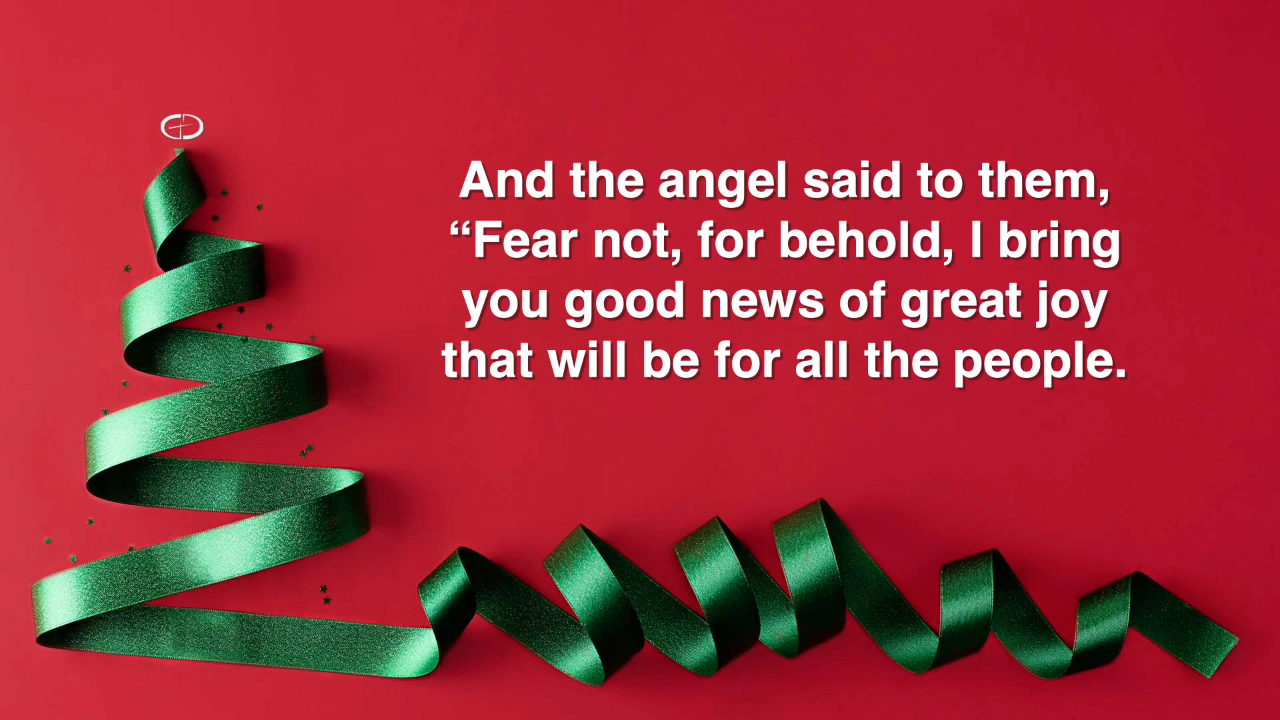 And the angel said to them,
“Fear not, for behold, I bring
you good news of great joy
that will be for all the people.